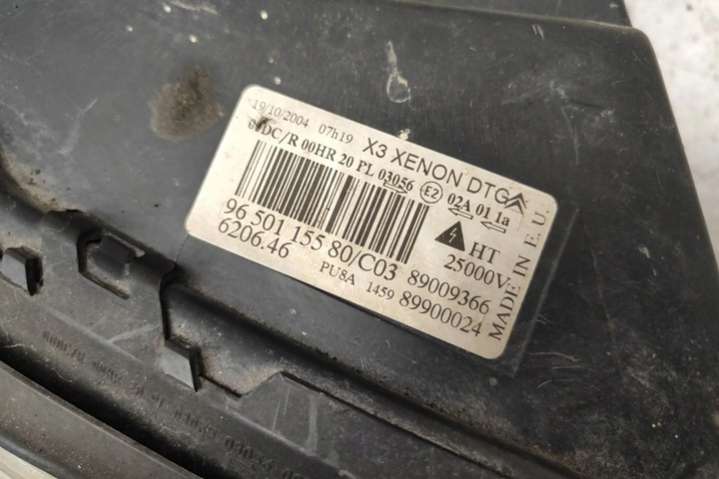 19/10/2004 07h19 X3 XENON DTG
DC/R 00HR 20 PL 03056 E2 02A 01 1a
96 501 155 80/C03 89009366
6206.46 PU8A 1459 89900024
HT
25000V
MADE IN E.U.